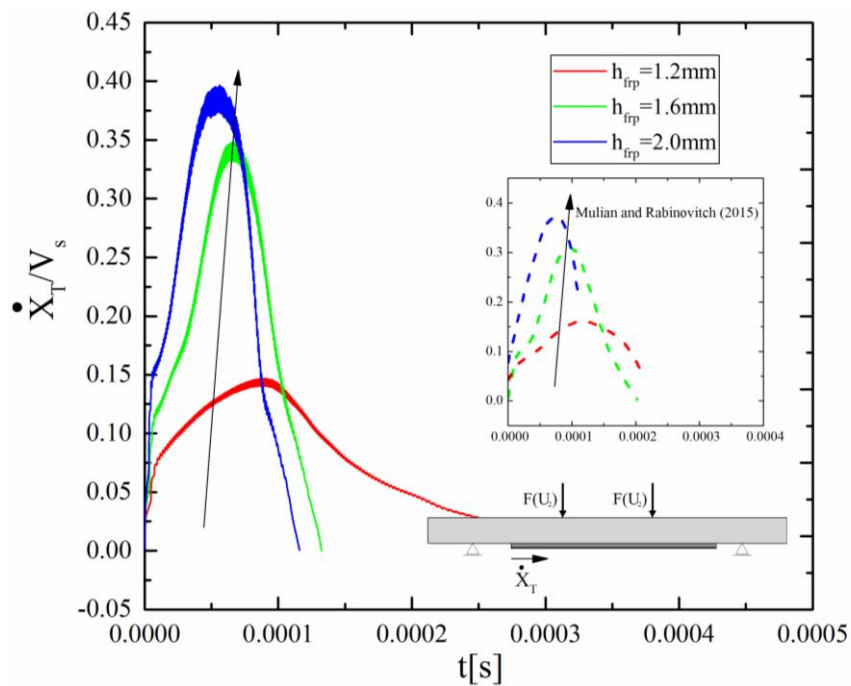 0.45
0.40
0.35
0.30
0.25
0.20
0.15
0.10
0.05
0.00
-0.05
Ẋ_T/V_s
h_frp=1.2mm
h_frp=1.6mm
h_frp=2.0mm
0.4
0.3
0.2
0.1
0.0
Mulian and Rabinovitch (2015)
0.0000 0.0001 0.0002 0.0003 0.0004
F(U_2) F(U_2)
Ẋ_T
0.0000 0.0001 0.0002 0.0003 0.0004 0.0005
t[s]